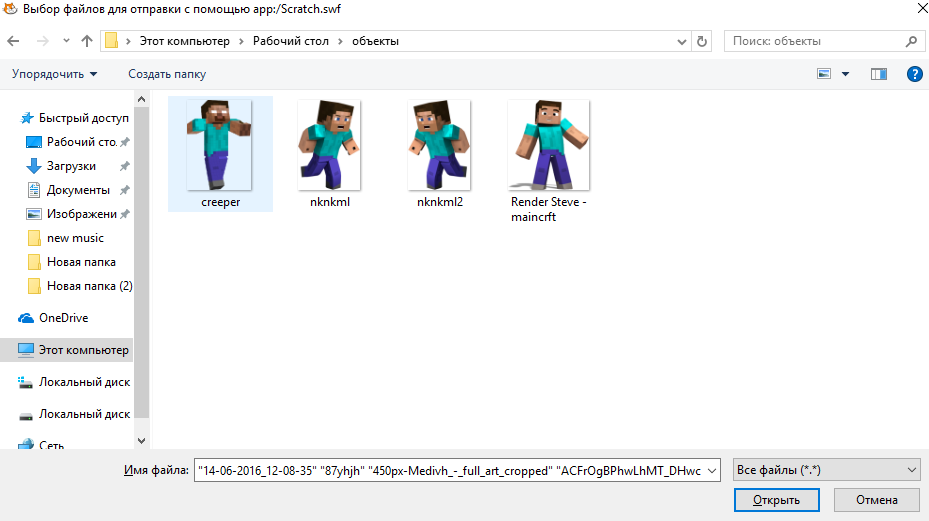 Выбор файлов для отправки с помощью app:/Scratch.swf
Этот компьютер Рабочий стол объекты
Поиск: объекты
Упорядочить Создать папку
Быстрый доступ
Рабочий сто.
Загрузки
Документы
Изображени
new music
Новая папка
Новая папка (2)
OneDrive
Этот компьютер
Локальный диск
Локальный диск
Сеть
creeper
nknkml
nknkml2
Render Steve -
maincrft
Имя файла: "14-06-2016_12-08-35" "87yhjh" "450px-Medivh_-_full_art_cropped" "ACFrOgBPhwLhMT_DHwc
Все файлы (*.*)
Открыть Отмена